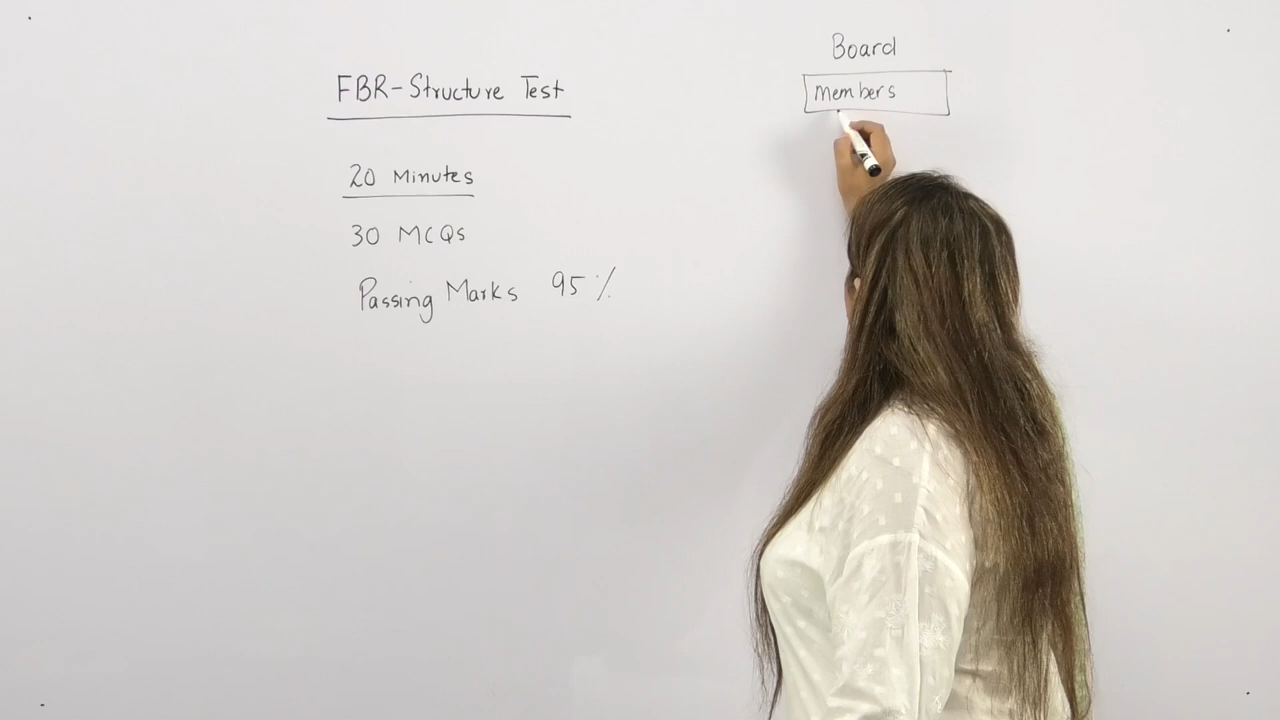 FBR-Structure Test
20 Minutes
30 MCQs
Passing Marks 95%
Board
Members